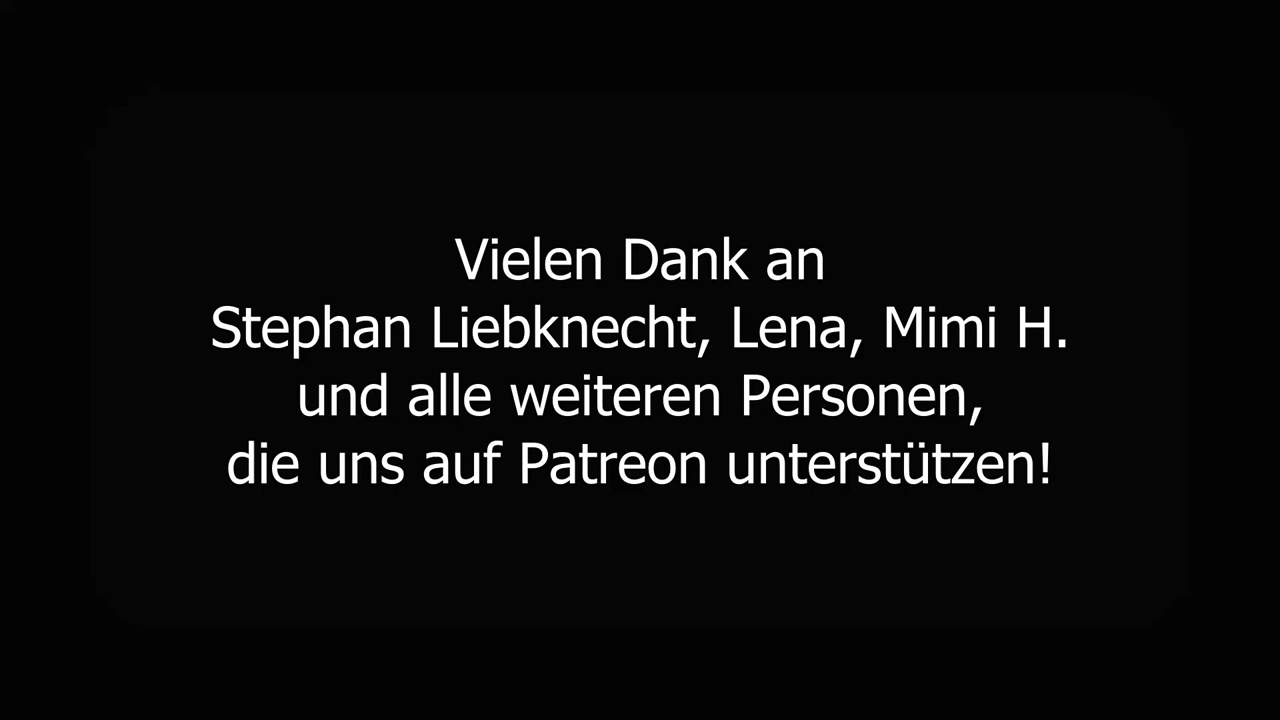 Vielen Dank an
Stephan Liebknecht, Lena, Mimi H.
und alle weiteren Personen,
die uns auf Patreon unterstützen!